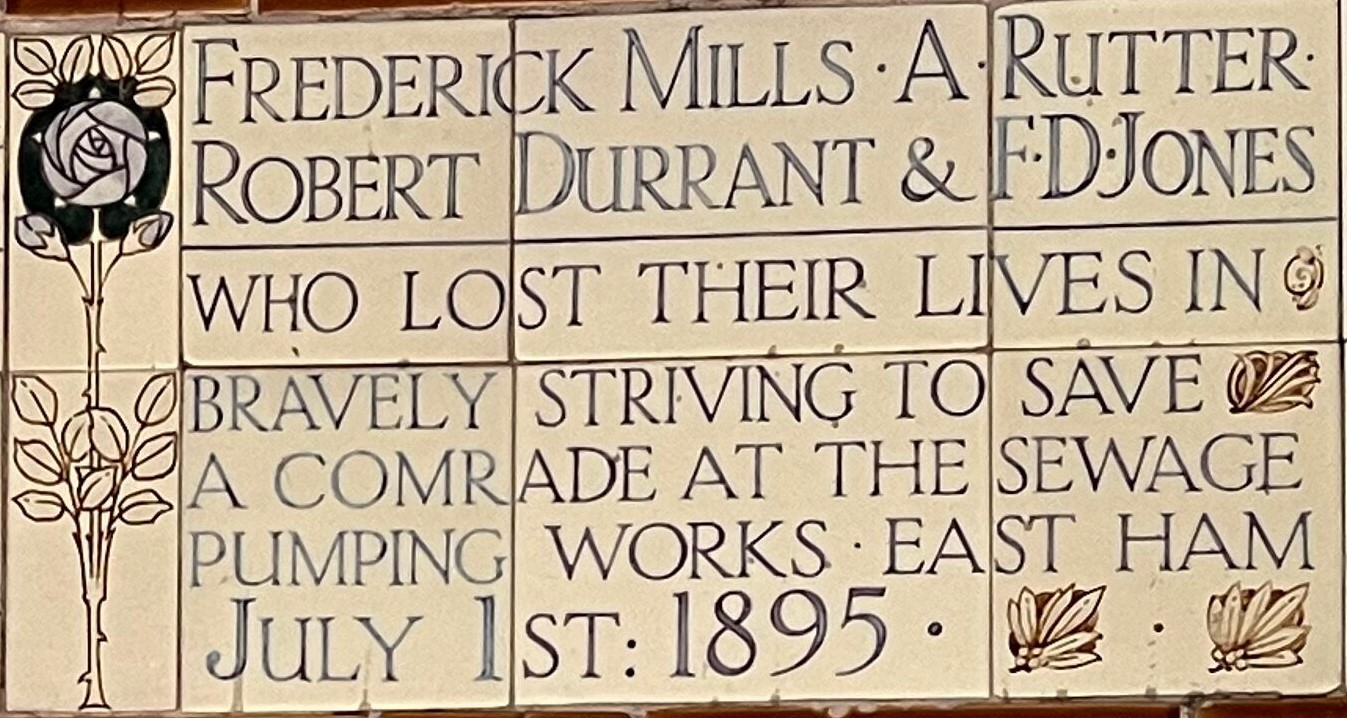 FREDERICK MILLS · A · RUTTER ·
ROBERT DURRANT & F·D·JONES
WHO LOST THEIR LIVES IN
BRAVELY STRIVING TO SAVE
A COMRADE AT THE SEWAGE
PUMPING WORKS · EAST HAM
JULY 1ST: 1895 · ·